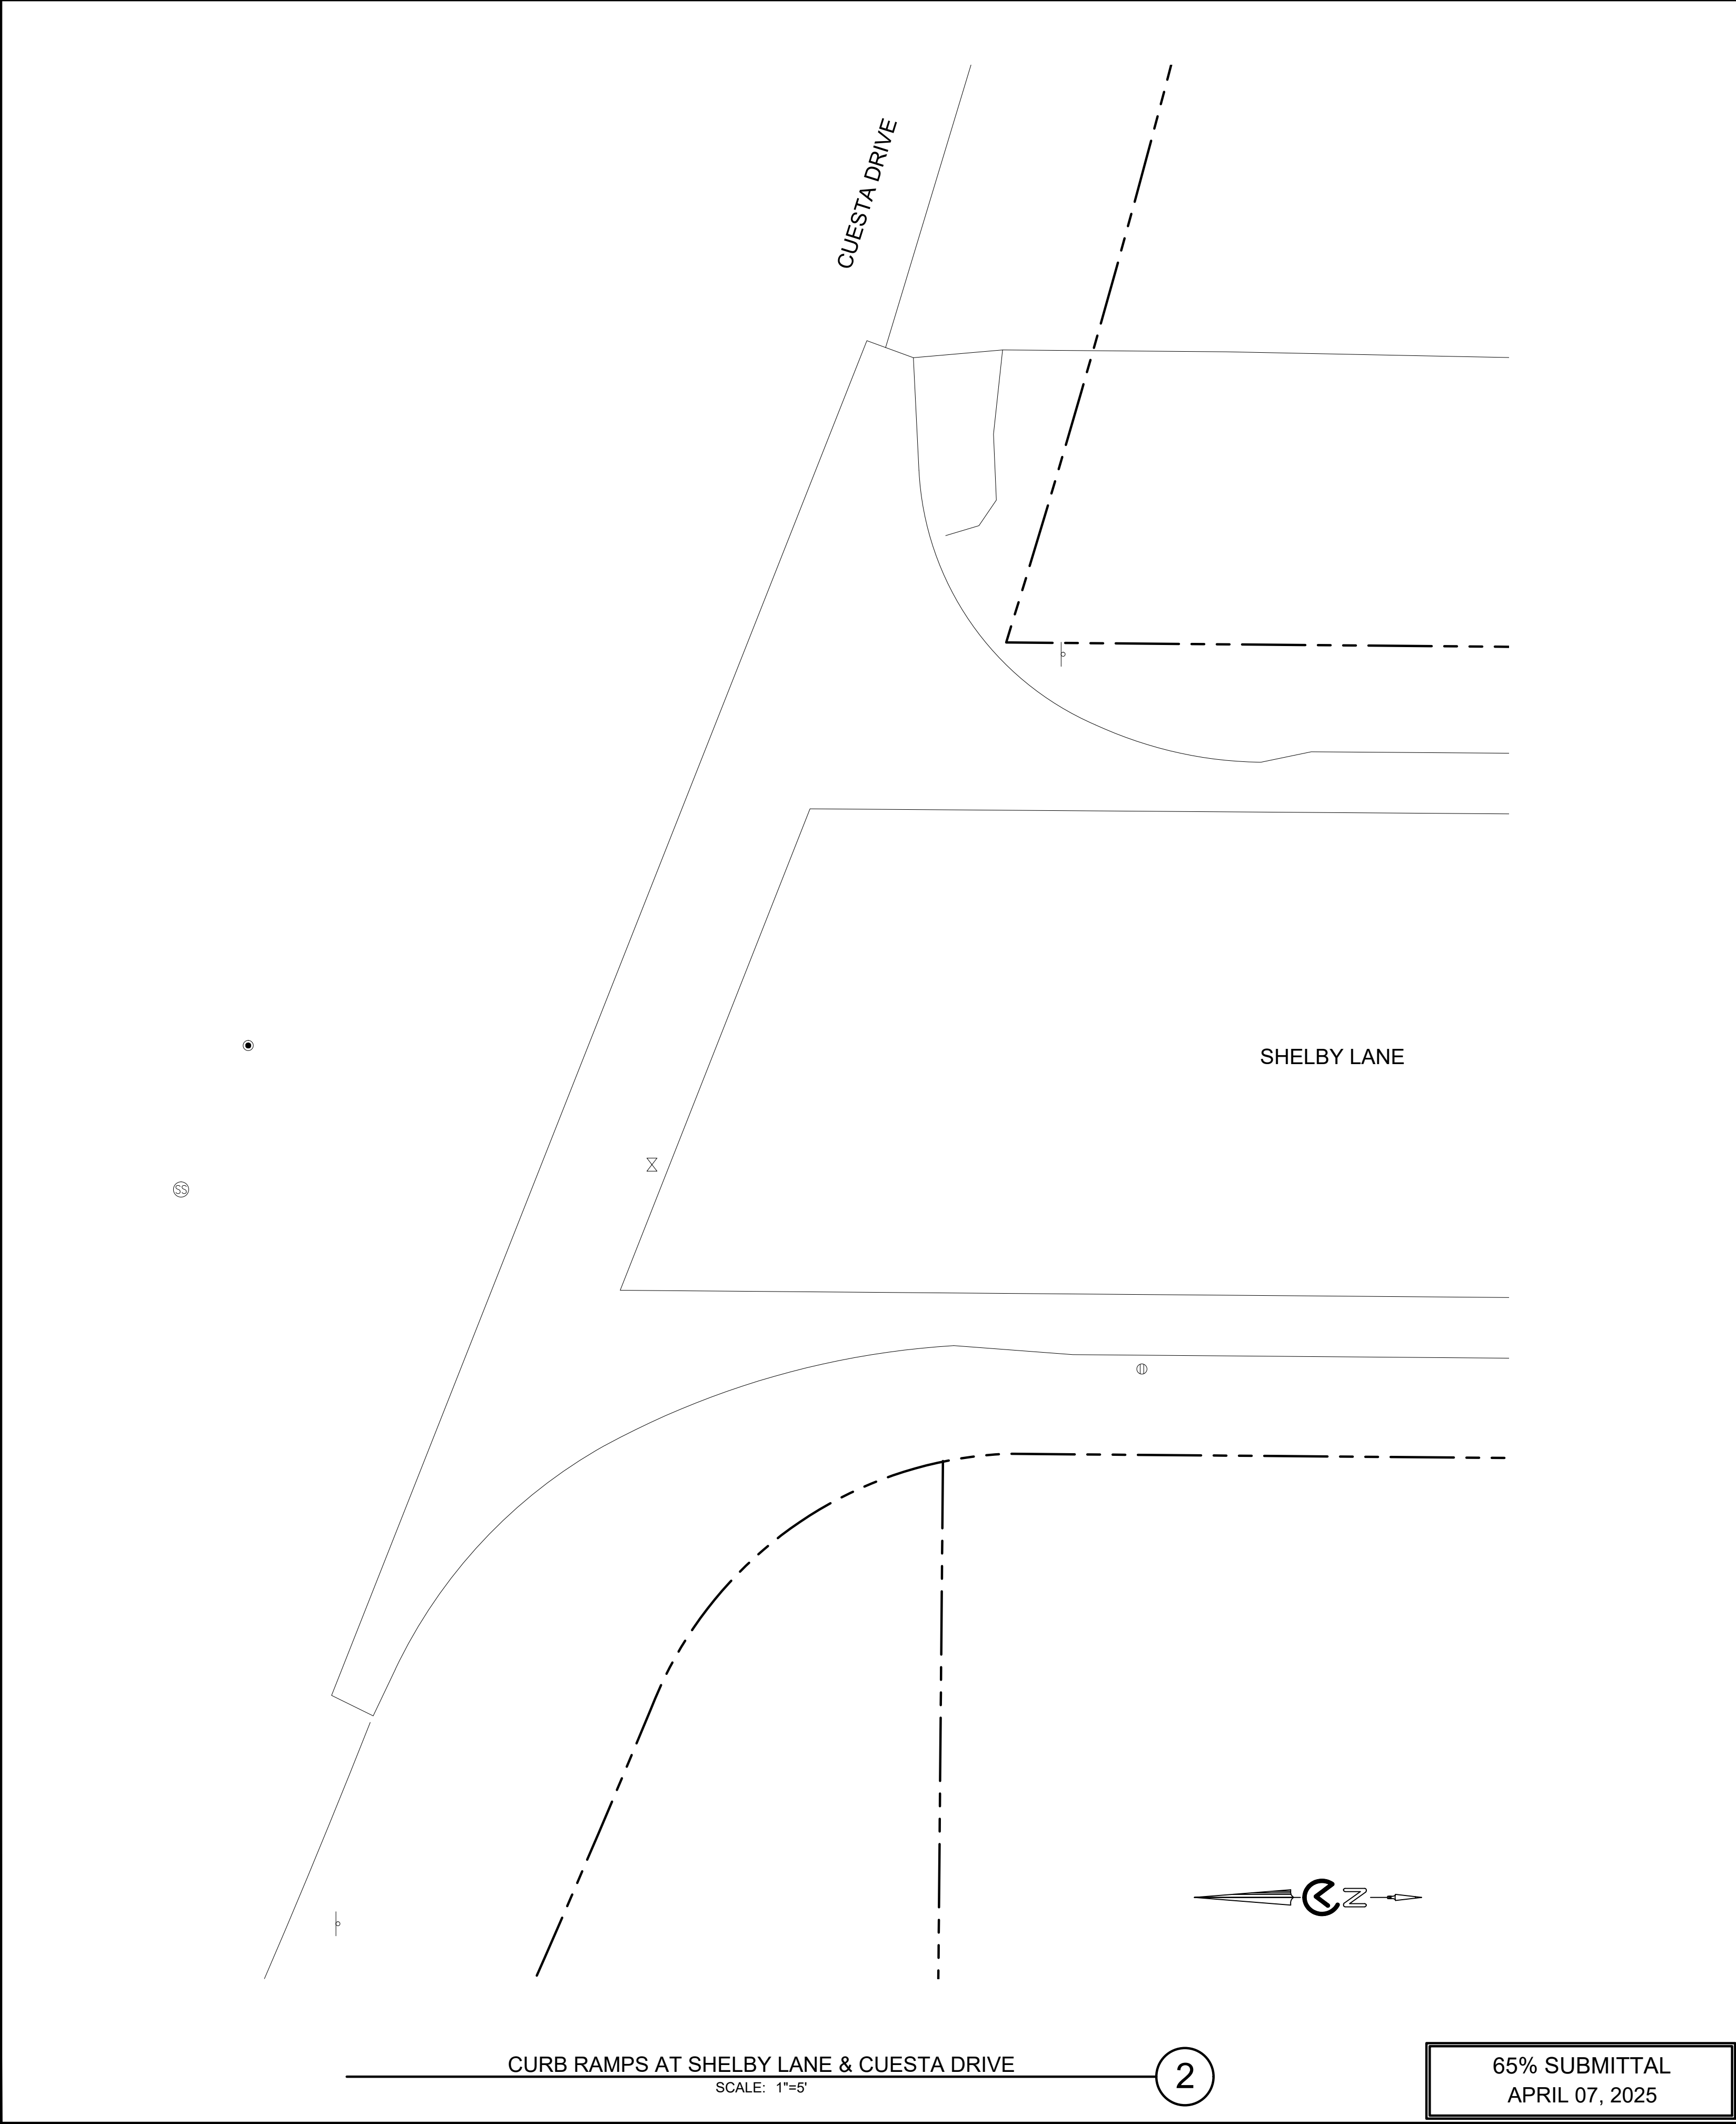 CUESTA DRIVE
SHELBY LANE
SS
N
CURB RAMPS AT SHELBY LANE & CUESTA DRIVE
SCALE: 1"=5'
2
65% SUBMITTAL
APRIL 07, 2025